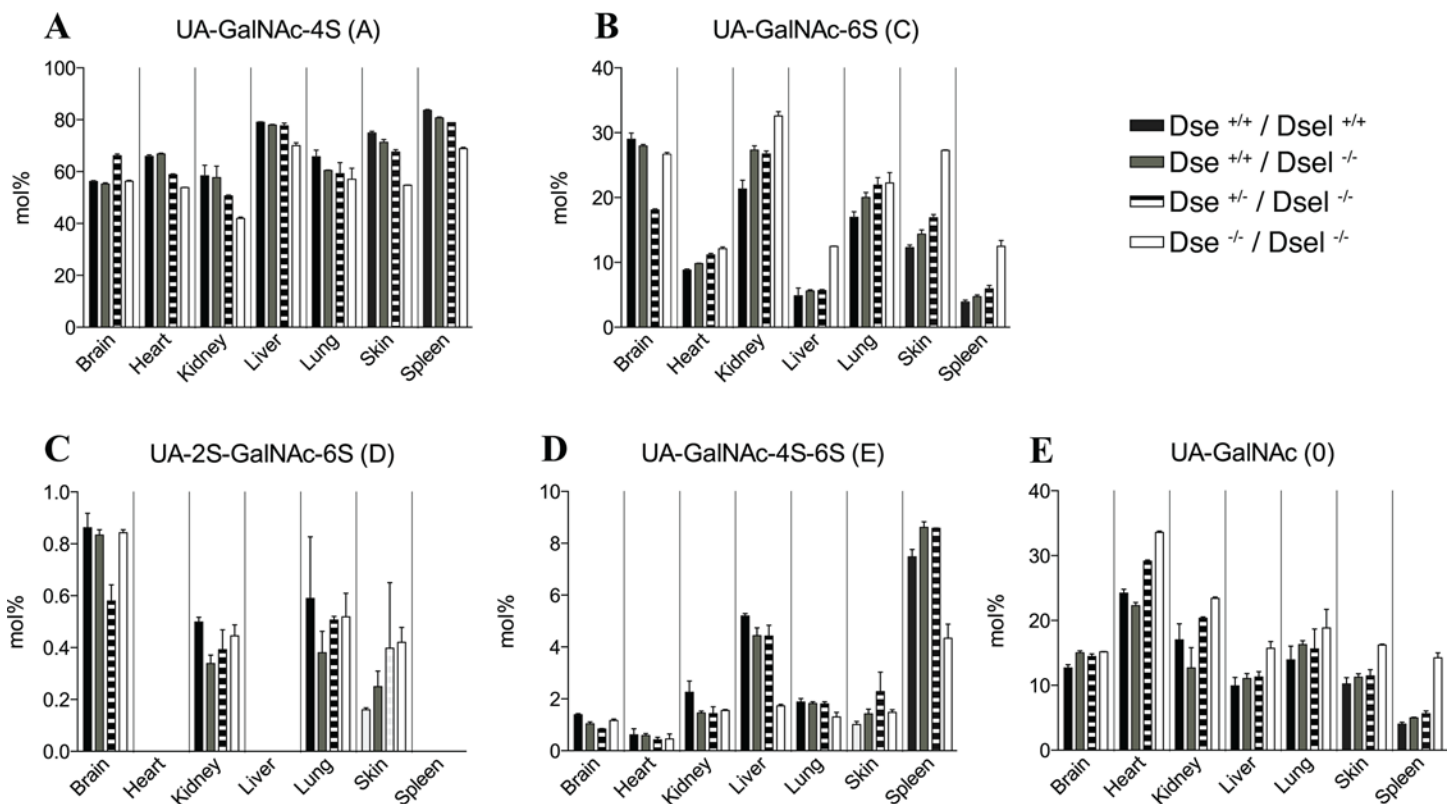 A UA-GalNAc-4S (A)
100
80
60
40
20
0
mol%
Brain
Heart
Kidney
Liver
Lung
Skin
Spleen
B UA-GalNAc-6S (C)
40
30
20
10
0
mol%
Brain
Heart
Kidney
Liver
Lung
Skin
Spleen
Dse +/+ / Dsel +/+
Dse +/+ / Dsel -/-
Dse +/- / Dsel -/-
Dse -/- / Dsel -/-
C UA-2S-GalNAc-6S (D)
1.0
0.8
0.6
0.4
0.2
0.0
mol%
Brain
Heart
Kidney
Liver
Lung
Skin
Spleen
D UA-GalNAc-4S-6S (E)
10
8
6
4
2
0
mol%
Brain
Heart
Kidney
Liver
Lung
Skin
Spleen
E UA-GalNAc (0)
40
30
20
10
0
mol%
Brain
Heart
Kidney
Liver
Lung
Skin
Spleen